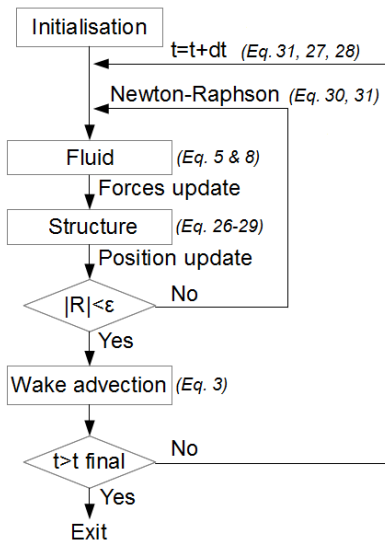 Initialisation
t=t+dt (Eq. 31, 27, 28)
Newton-Raphson (Eq. 30, 31)
Fluid (Eq. 5 & 8)
Forces update
Structure (Eq. 26-29)
Position update
|R|<ε No
Yes
Wake advection (Eq. 3)
t>t final No
Yes
Exit